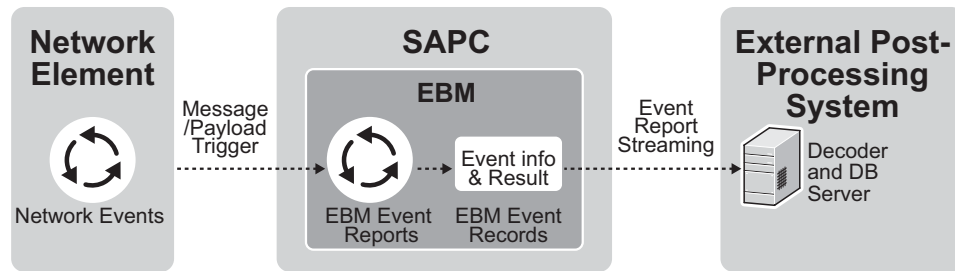 Network
Element
Network Events
Message
/Payload
Trigger
SAPC
EBM
EBM Event
Reports
Event info
& Result
EBM Event
Records
Event
Report
Streaming
External Post-
Processing
System
Decoder
and DB
Server